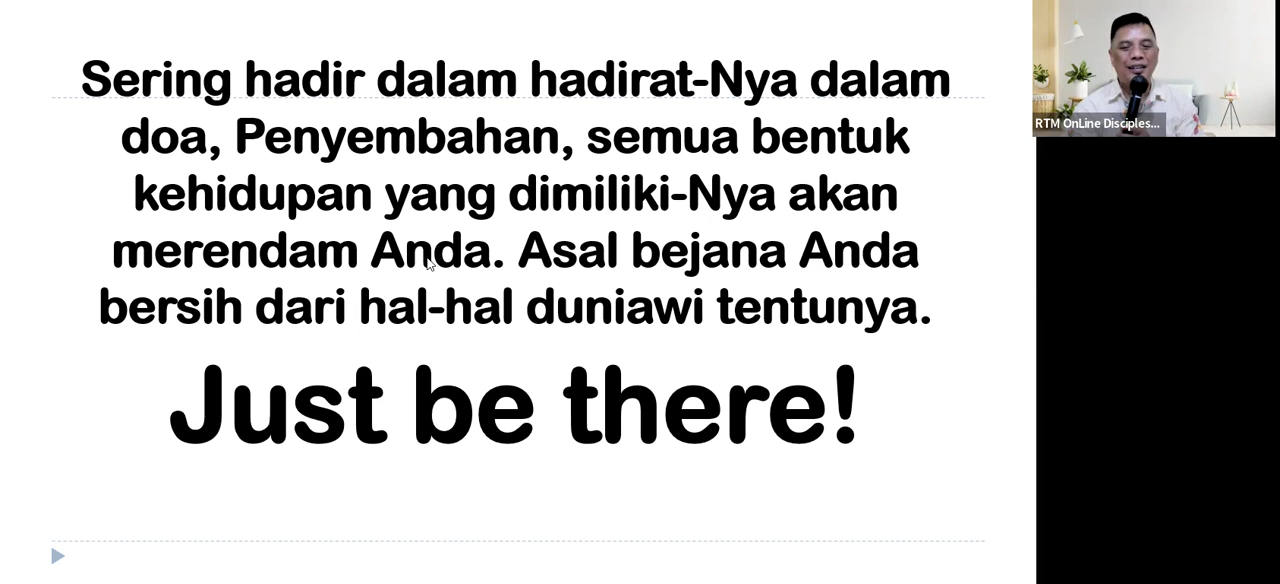 Sering hadir dalam hadirat-Nya dalam
doa, Penyembahan, semua bentuk
kehidupan yang dimiliki-Nya akan
merendam Anda. Asal bejana Anda
bersih dari hal-hal duniawi tentunya.
Just be there!
RTM OnLine Disciples...